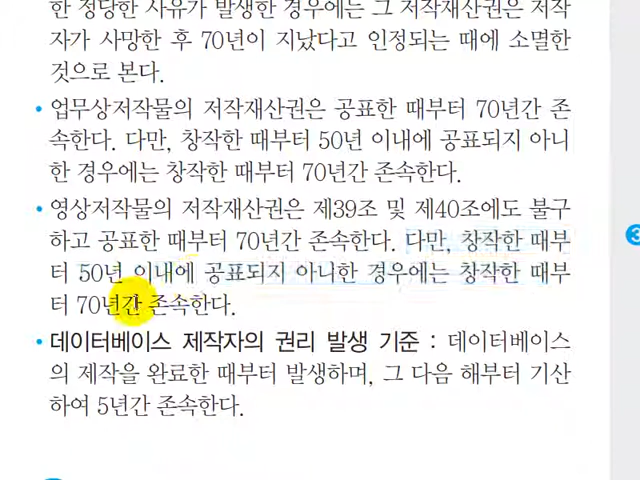 한 정당한 사유가 발생한 경우에는 그 저작재산권은 저작
자가 사망한 후 70년이 지났다고 인정되는 때에 소멸한
것으로 본다.
• 업무상저작물의 저작재산권은 공표한 때부터 70년간 존
속한다. 다만, 창작한 때부터 50년 이내에 공표되지 아니
한 경우에는 창작한 때부터 70년간 존속한다.
• 영상저작물의 저작재산권은 제39조 및 제40조에도 불구
하고 공표한 때부터 70년간 존속한다. 다만, 창작한 때부
터 50년 이내에 공표되지 아니한 경우에는 창작한 때부
터 70년간 존속한다.
• 데이터베이스 제작자의 권리 발생 기준 : 데이터베이스
의 제작을 완료한 때부터 발생하며, 그 다음 해부터 기산
하여 5년간 존속한다.
3